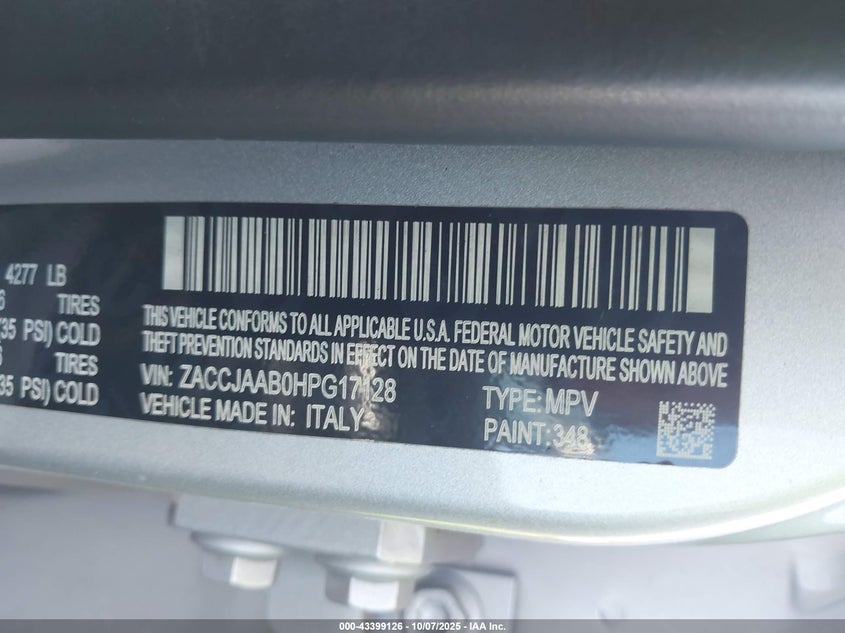 4277 LB
6 TIRES
(35 PSI) COLD
6 TIRES
35 PSI) COLD
THIS VEHICLE CONFORMS TO ALL APPLICABLE U.S.A. FEDERAL MOTOR VEHICLE SAFETY AND
THEFT PREVENTION STANDARDS IN EFFECT ON THE DATE OF MANUFACTURE SHOWN ABOVE
VIN: ZACCJAAB0HPG17128 TYPE: MPV
VEHICLE MADE IN: ITALY PAINT: 348
000-43399126 - 10/07/2025 - © IAA Inc.